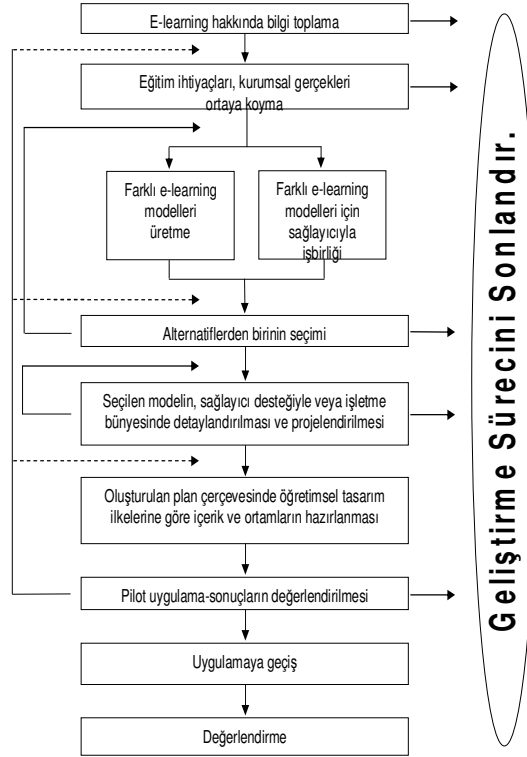 E-learning hakkında bilgi toplama
Eğitim ihtiyaçları, kurumsal gerçekleri
ortaya koyma
Farklı e-learning
modelleri
üretme
Farklı e-learning
modelleri için
sağlayıcıyla
işbirliği
Alternatiflerden birinin seçimi
Seçilen modelin, sağlayıcı desteğiyle veya işletme
bünyesinde detaylandırılması ve projelendirilmesi
Oluşturulan plan çerçevesinde öğretimsel tasarım
ilkelerine göre içerik ve ortamların hazırlanması
Pilot uygulama-sonuçların değerlendirilmesi
Uygulamaya geçiş
Değerlendirme
Geliştirme Sürecini Sonlandır.